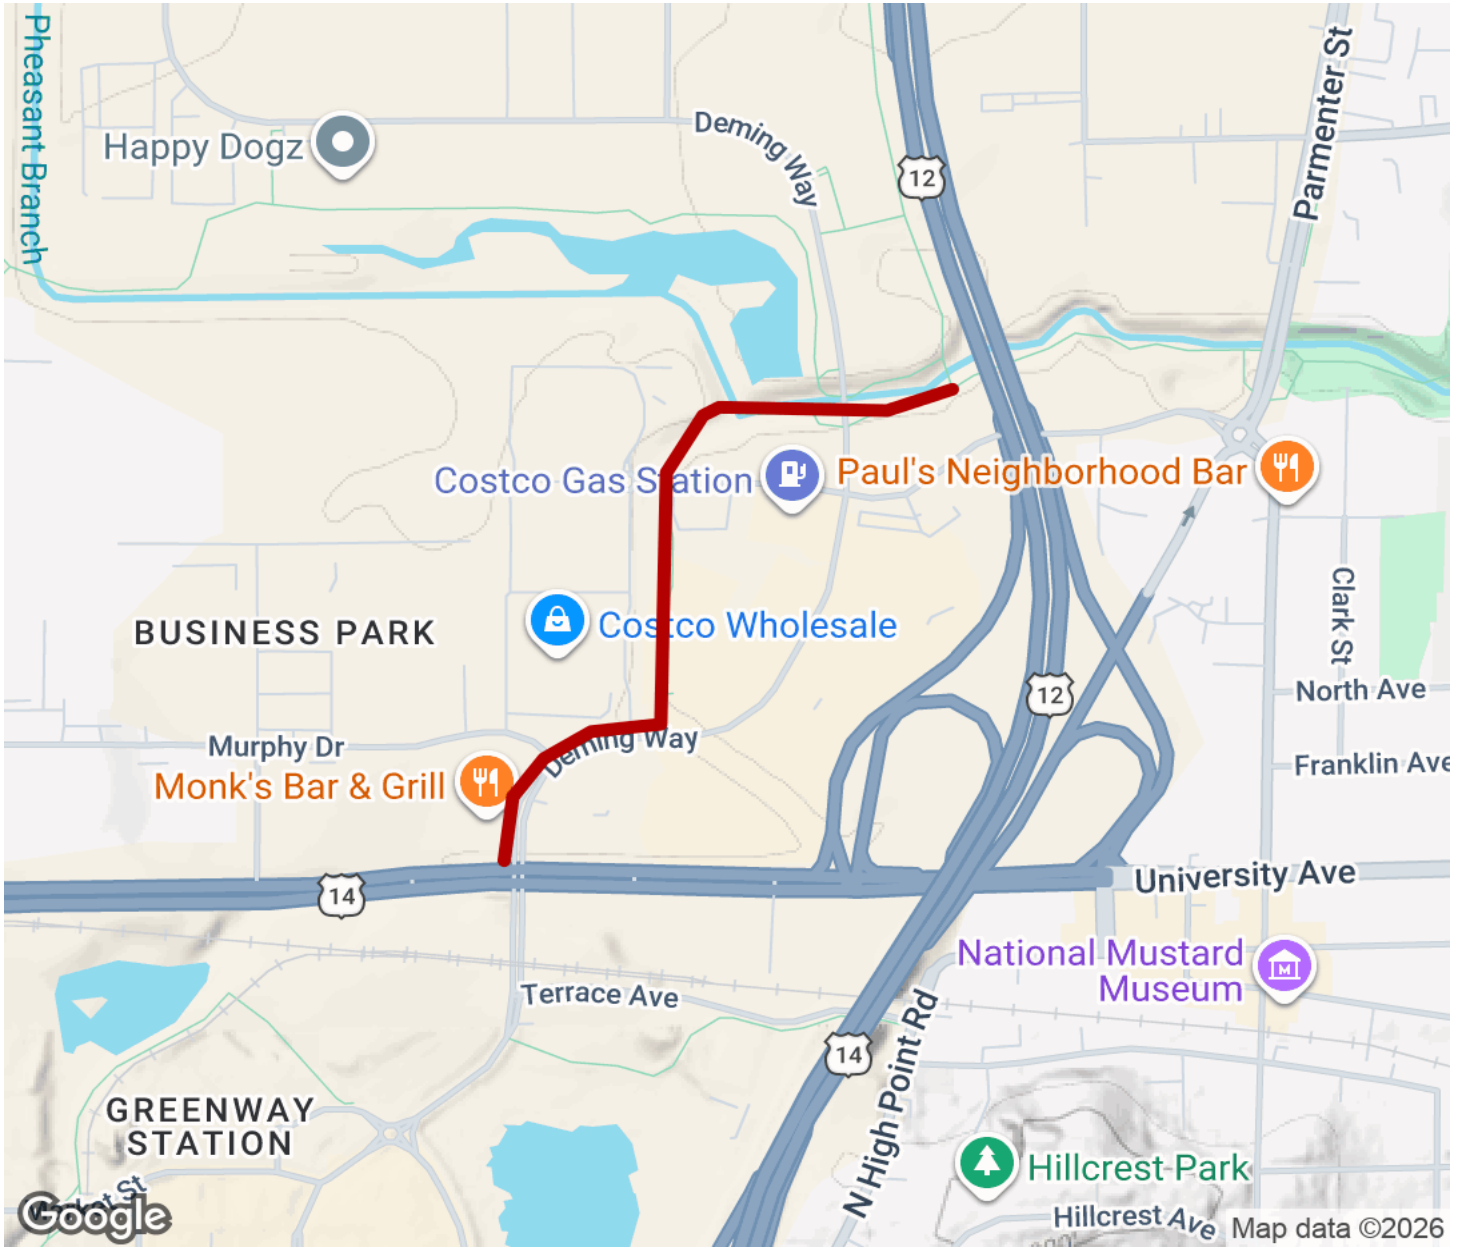 Pheasant Branch
Happy Dogz
Deming Way
12
Parmenter St
Costco Gas Station
Paul's Neighborhood Bar
Clark St
BUSINESS PARK
Costco Wholesale
12
North Ave
Murphy Dr
Deming Way
Franklin Ave
Monk's Bar & Grill
14
University Ave
National Mustard
Museum
Terrace Ave
14
N High Point Rd
GREENWAY
STATION
Hillcrest Park
Market St
Google
Hillcrest Ave
Map data ©2026